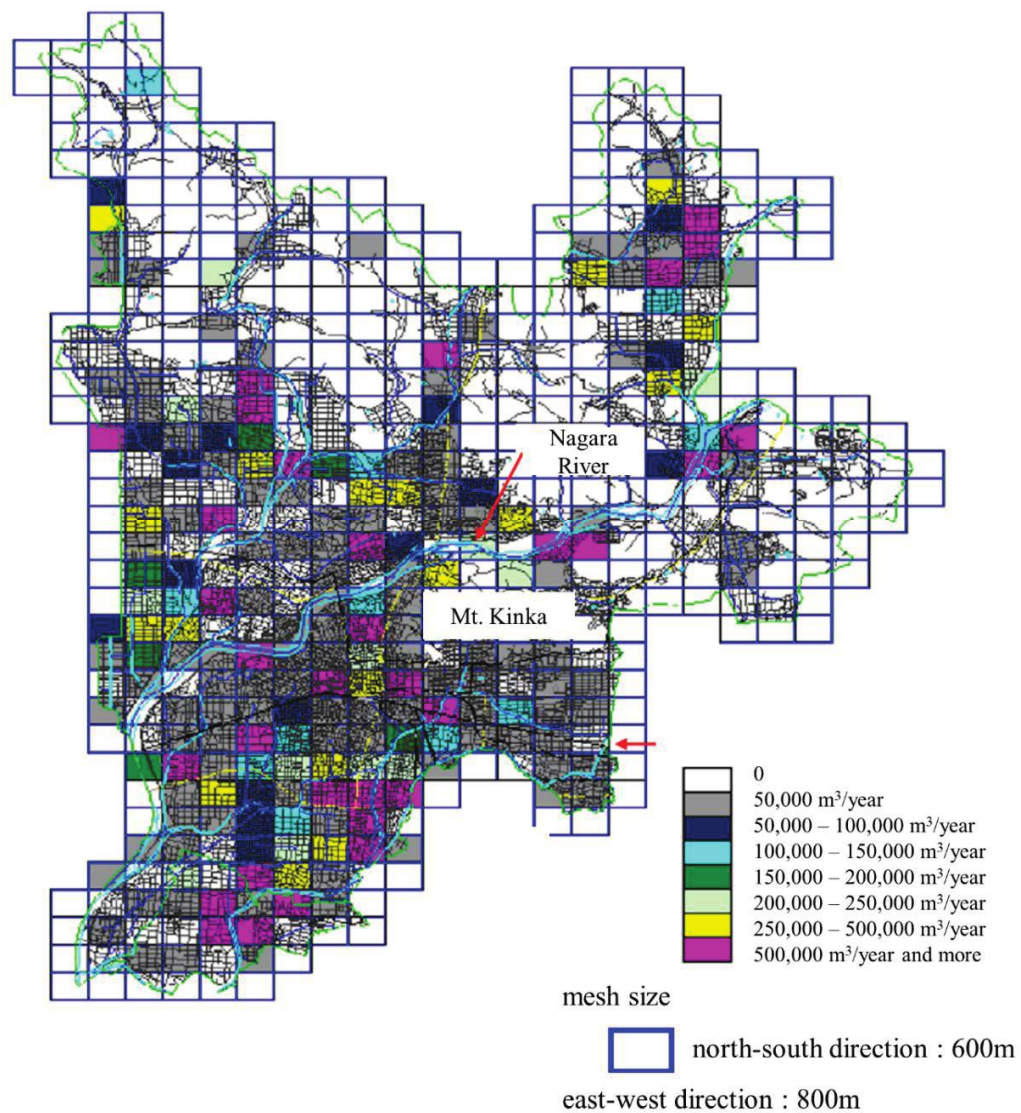 Nagara
River
Mt. Kinka
0
50,000 m³/year
50,000 – 100,000 m³/year
100,000 – 150,000 m³/year
150,000 – 200,000 m³/year
200,000 – 250,000 m³/year
250,000 – 500,000 m³/year
500,000 m³/year and more
mesh size
north-south direction : 600m
east-west direction : 800m